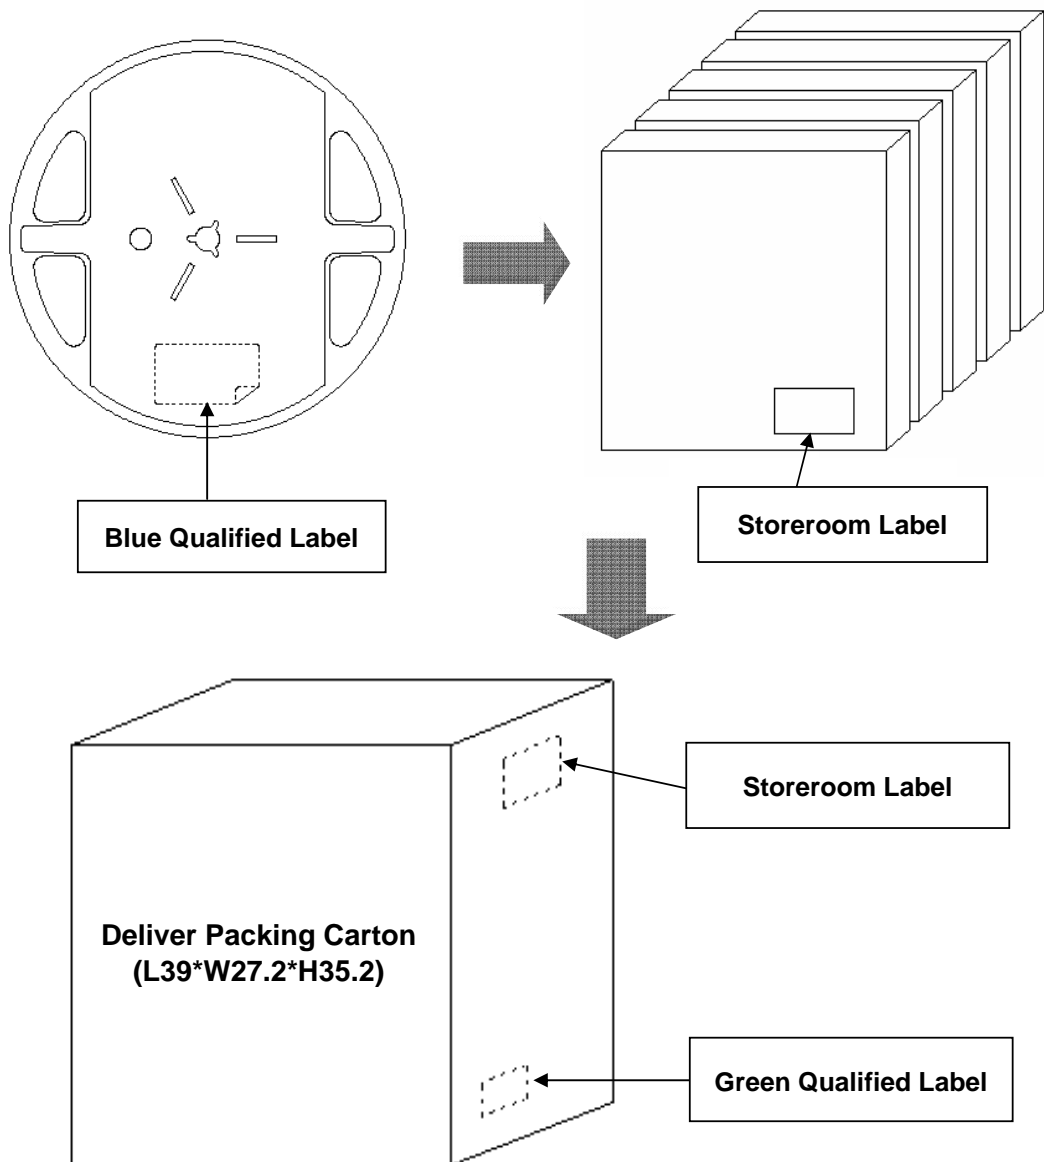 Blue Qualified Label
Storeroom Label
Storeroom Label
Deliver Packing Carton
(L39*W27.2*H35.2)
Green Qualified Label